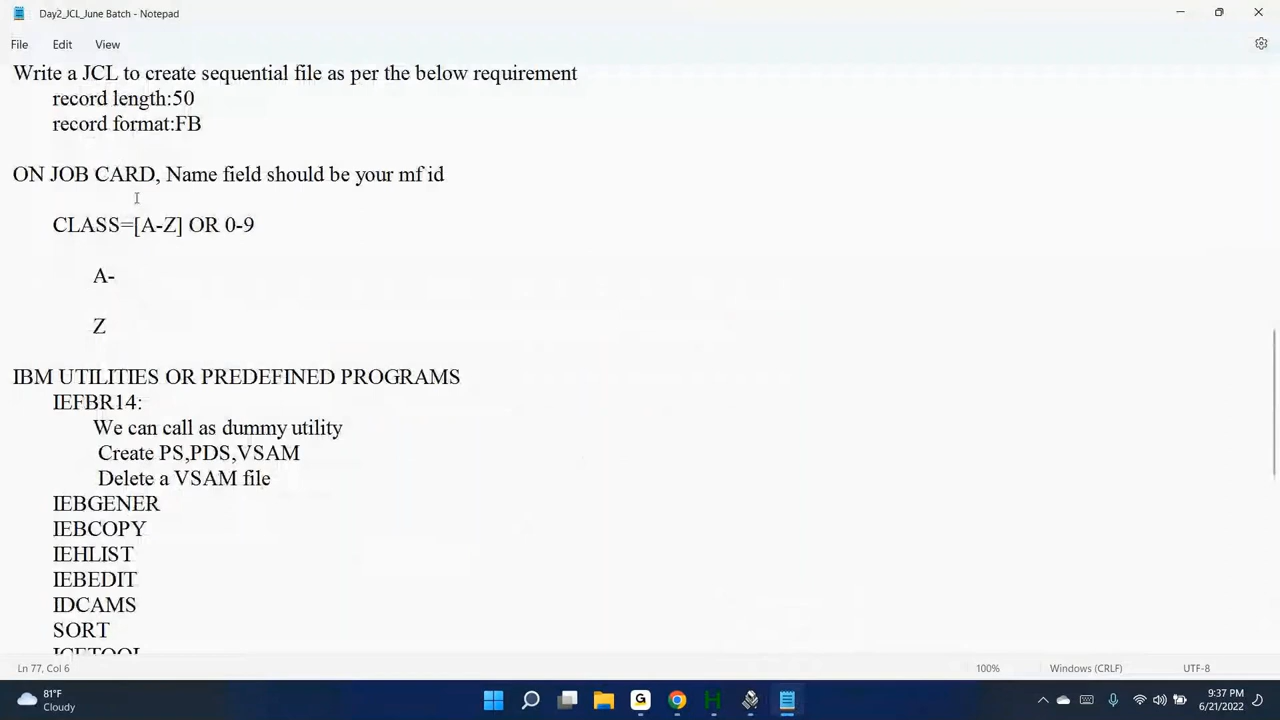 Day2_JCL_June Batch - Notepad
File Edit View
Write a JCL to create sequential file as per the below requirement
record length:50
record format:FB
ON JOB CARD, Name field should be your mf id
CLASS=[A-Z] OR 0-9
A-
Z
IBM UTILITIES OR PREDEFINED PROGRAMS
IEFBR14:
We can call as dummy utility
Create PS,PDS,VSAM
Delete a VSAM file
IEBGENER
IEBCOPY
IEHLIST
IEBEDIT
IDCAMS
SORT
ICETOOL
Ln 77, Col 6 100% Windows (CRLF) UTF-8
81°F
Cloudy
9:37 PM
6/21/2022